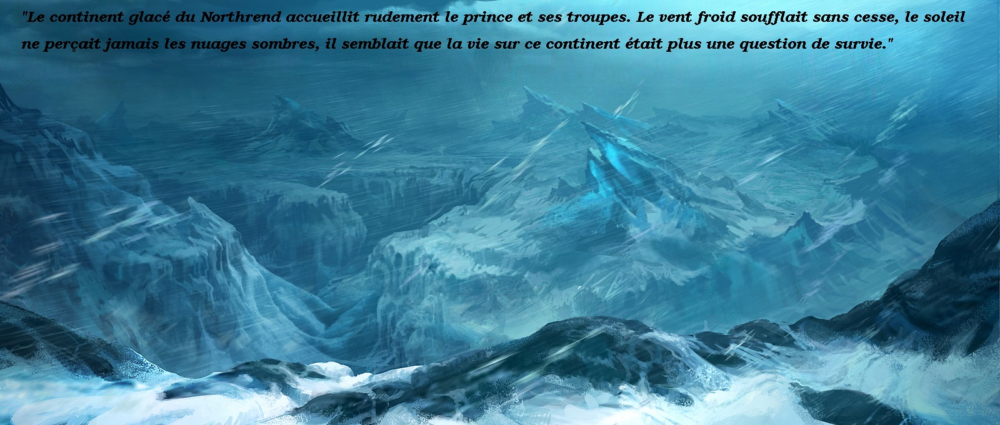 "Le continent glacé du Northrend accueillit rudement le prince et ses troupes. Le vent froid soufflait sans cesse, le soleil
ne perçait jamais les nuages sombres, il semblait que la vie sur ce continent était plus une question de survie."